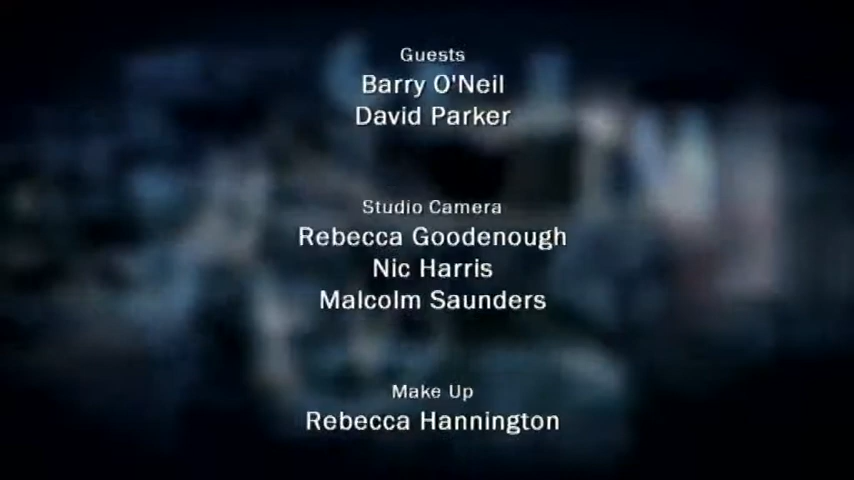 Guests
Barry O'Neil
David Parker
Studio Camera
Rebecca Goodenough
Nic Harris
Malcolm Saunders
Make Up
Rebecca Hannington